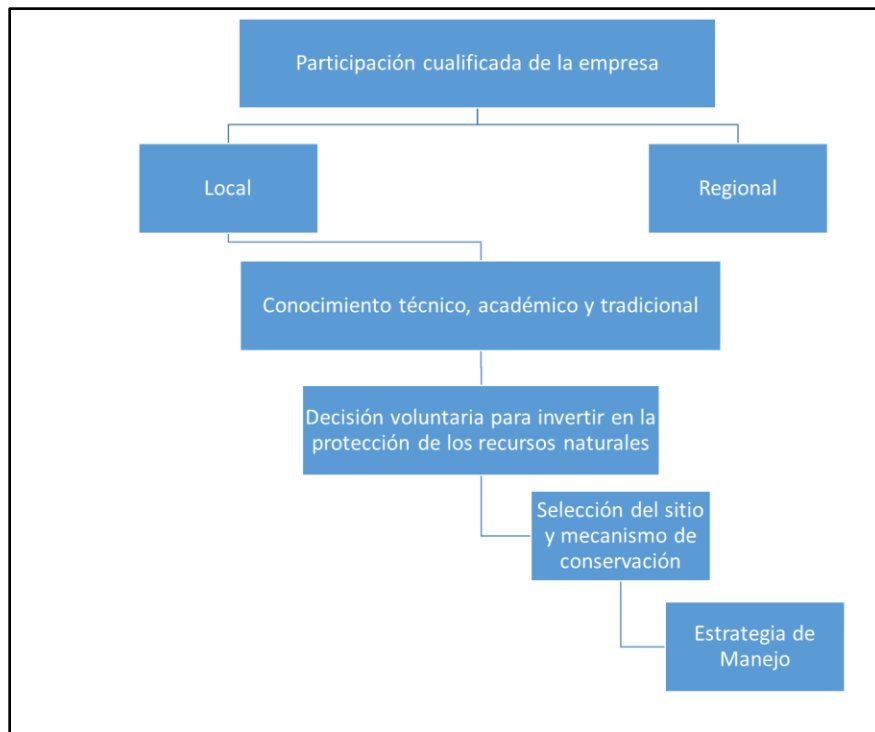 Participación cualificada de la empresa
Local
Regional
Conocimiento técnico, académico y tradicional
Decisión voluntaria para invertir en la
protección de los recursos naturales
Selección del sitio
y mecanismo de
conservación
Estrategia de
Manejo